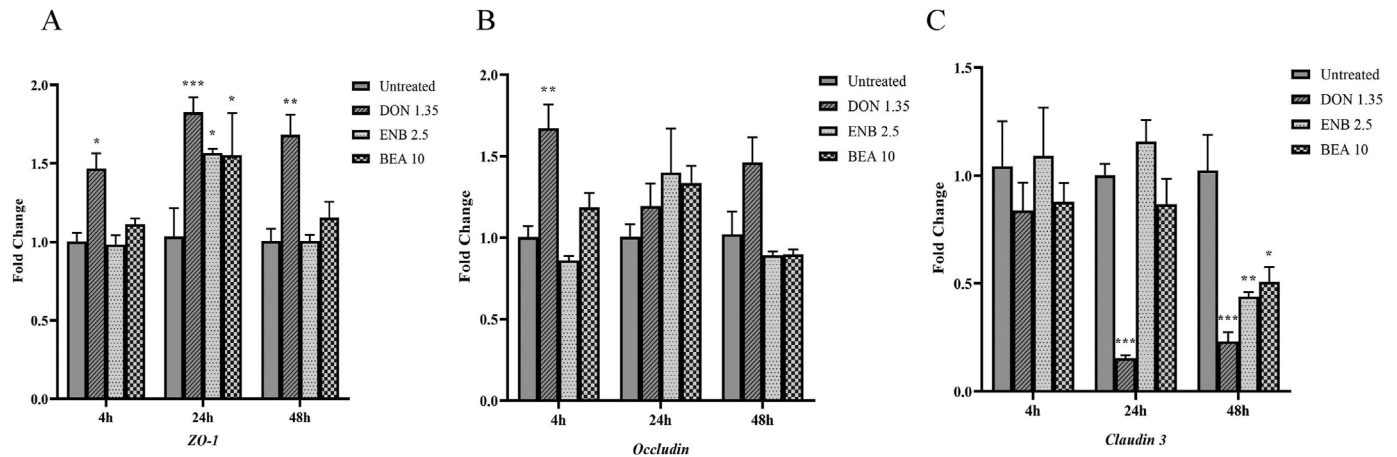 A
Fold Change
2.0
1.5
1.0
0.5
0.0
*
***
*
*
**
Untreated
DON 1.35
ENB 2.5
BEA 10
4h
24h
48h
ZO-1
B
Fold Change
2.0
1.5
1.0
0.5
0.0
**
Untreated
DON 1.35
ENB 2.5
BEA 10
4h
24h
48h
Occludin
C
Fold Change
1.5
1.0
0.5
0.0
***
***
**
*
Untreated
DON 1.35
ENB 2.5
BEA 10
4h
24h
48h
Claudin 3